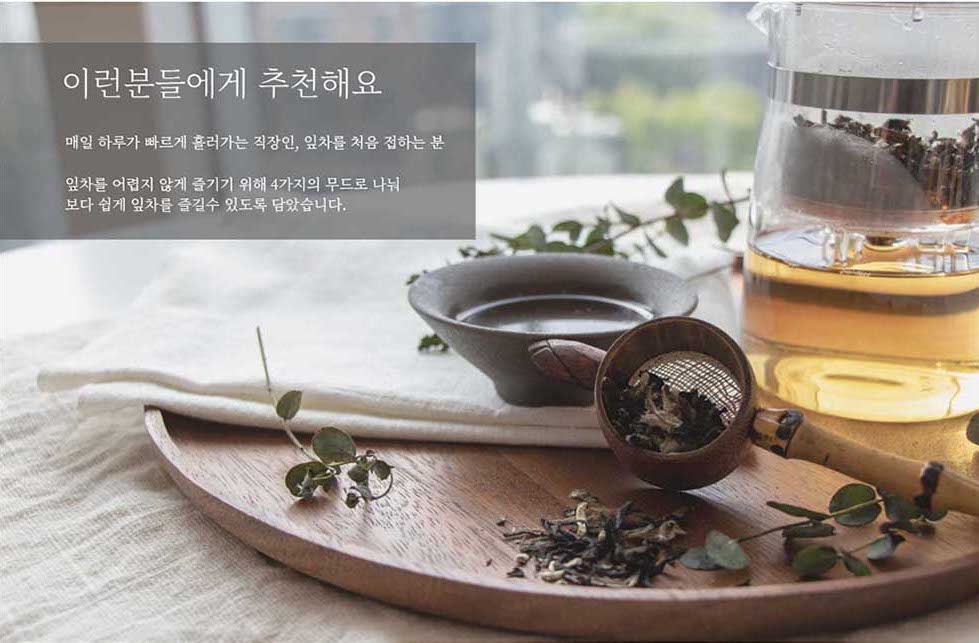 이런분들에게 추천해요
매일 하루가 빠르게 흘러가는 직장인, 잎차를 처음 접하는 분
잎차를 어렵지 않게 즐기기 위해 4가지의 무드로 나눠
보다 쉽게 잎차를 즐길수 있도록 담았습니다.